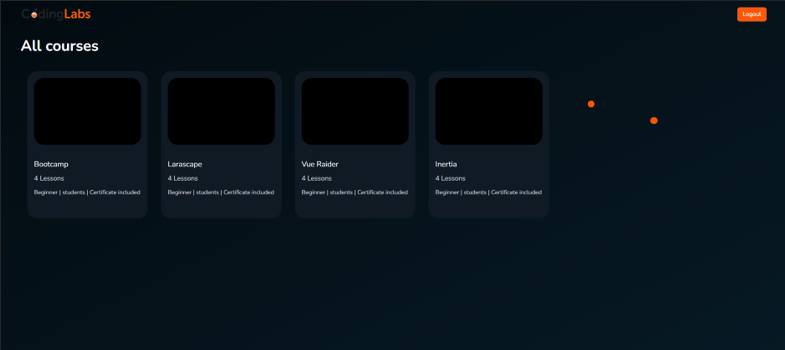 CodingLabs
Logout
All courses
Bootcamp
4 Lessons
Beginner | students | Certificate included
Larascape
4 Lessons
Beginner | students | Certificate included
Vue Raider
4 Lessons
Beginner | students | Certificate included
Inertia
4 Lessons
Beginner | students | Certificate included